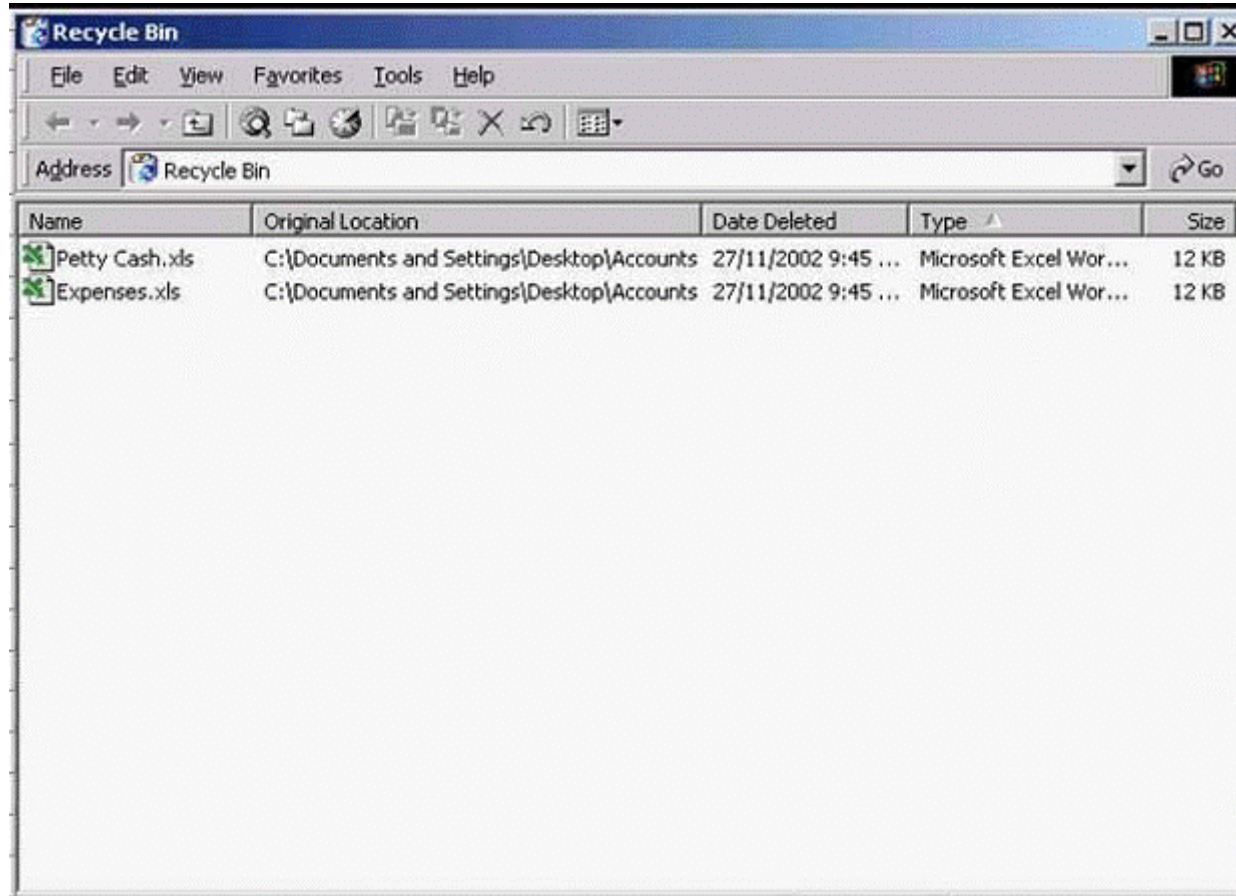 Recycle Bin
File Edit View Favorites Tools Help
Address Recycle Bin Go
Name Original Location Date Deleted Type Size
Petty Cash.xls C:\Documents and Settings\Desktop\Accounts 27/11/2002 9:45 ... Microsoft Excel Wor... 12 KB
Expenses.xls C:\Documents and Settings\Desktop\Accounts 27/11/2002 9:45 ... Microsoft Excel Wor... 12 KB